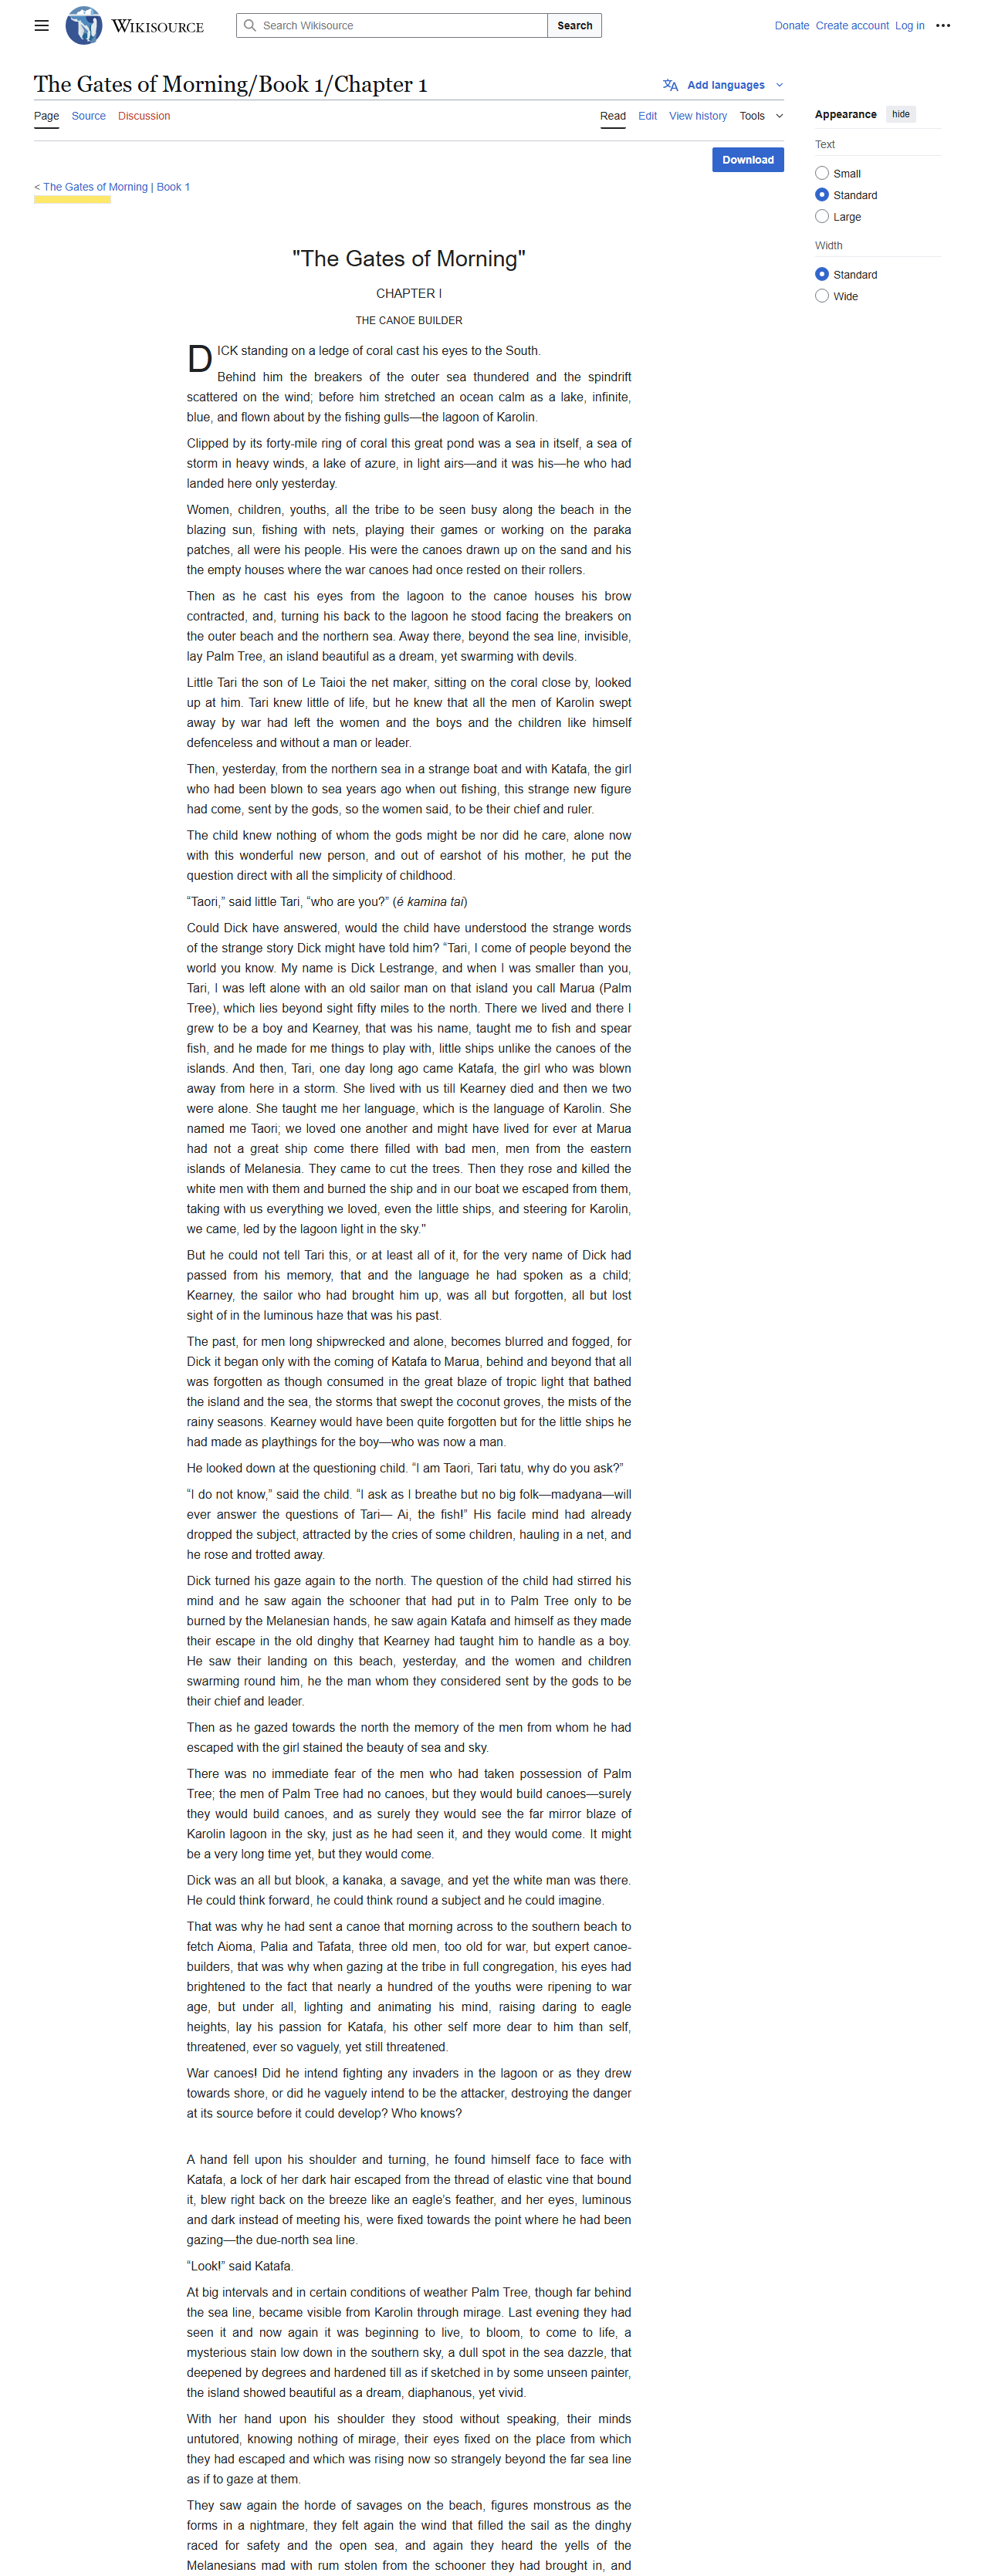 WIKISOURCE
Search Wikisource
Search
Donate Create account Log in
The Gates of Morning/Book 1/Chapter 1
Add languages
Page Source Discussion
Read Edit View history Tools
Download
Appearance hide
Text
Small
Standard
Large
Width
Standard
Wide
< The Gates of Morning | Book 1
"The Gates of Morning"
CHAPTER I
THE CANOE BUILDER
DICK standing on a ledge of coral cast his eyes to the South.
Behind him the breakers of the outer sea thundered and the spindrift
scattered on the wind; before him stretched an ocean calm as a lake, infinite,
blue, and flown about by the fishing gulls—the lagoon of Karolin.
Clipped by its forty-mile ring of coral this great pond was a sea in itself, a sea of
storm in heavy winds, a lake of azure, in light airs—and it was his—he who had
landed here only yesterday.
Women, children, youths, all the tribe to be seen busy along the beach in the
blazing sun, fishing with nets, playing their games or working on the paraka
patches, all were his people. His were the canoes drawn up on the sand and his
the empty houses where the war canoes had once rested on their rollers.
Then as he cast his eyes from the lagoon to the canoe houses his brow
contracted, and, turning his back to the lagoon he stood facing the breakers on
the outer beach and the northern sea. Away there, beyond the sea line, invisible,
lay Palm Tree, an island beautiful as a dream, yet swarming with devils.
Little Tari the son of Le Taioi the net maker, sitting on the coral close by, looked
up at him. Tari knew little of life, but he knew that all the men of Karolin swept
away by war had left the women and the boys and the children like himself
defenceless and without a man or leader.
Then, yesterday, from the northern sea in a strange boat and with Katafa, the girl
who had been blown to sea years ago when out fishing, this strange new figure
had come, sent by the gods, so the women said, to be their chief and ruler.
The child knew nothing of whom the gods might be nor did he care, alone now
with this wonderful new person, and out of earshot of his mother, he put the
question direct with all the simplicity of childhood.
“Taori,” said little Tari, “who are you?” (é kamina tai)
Could Dick have answered, would the child have understood the strange words
of the strange story Dick might have told him? “Tari, I come of people beyond the
world you know. My name is Dick Lestrange, and when I was smaller than you,
Tari, I was left alone with an old sailor man on that island you call Marua (Palm
Tree), which lies beyond sight fifty miles to the north. There we lived and there I
grew to be a boy and Kearney, that was his name, taught me to fish and spear
fish, and he made for me things to play with, little ships unlike the canoes of the
islands. And then, Tari, one day long ago came Katafa, the girl who was blown
away from here in a storm. She lived with us till Kearney died and then we two
were alone. She taught me her language, which is the language of Karolin. She
named me Taori; we loved one another and might have lived for ever at Marua
had not a great ship come there filled with bad men, men from the eastern
islands of Melanesia. They came to cut the trees. Then they rose and killed the
white men with them and burned the ship and in our boat we escaped from them,
taking with us everything we loved, even the little ships, and steering for Karolin,
we came, led by the lagoon light in the sky."
But he could not tell Tari this, or at least all of it, for the very name of Dick had
passed from his memory, that and the language he had spoken as a child;
Kearney, the sailor who had brought him up, was all but forgotten, all but lost
sight of in the luminous haze that was his past.
The past, for men long shipwrecked and alone, becomes blurred and fogged, for
Dick it began only with the coming of Katafa to Marua, behind and beyond that all
was forgotten as though consumed in the great blaze of tropic light that bathed
the island and the sea, the storms that swept the coconut groves, the mists of the
rainy seasons. Kearney would have been quite forgotten but for the little ships he
had made as playthings for the boy—who was now a man.
He looked down at the questioning child. “I am Taori, Tari tatu, why do you ask?”
“I do not know,” said the child. “I ask as I breathe but no big folk—madyana—will
ever answer the questions of Tari— Ai, the fish!” His facile mind had already
dropped the subject, attracted by the cries of some children, hauling in a net, and
he rose and trotted away.
Dick turned his gaze again to the north. The question of the child had stirred his
mind and he saw again the schooner that had put in to Palm Tree only to be
burned by the Melanesian hands, he saw again Katafa and himself as they made
their escape in the old dinghy that Kearney had taught him to handle as a boy.
He saw their landing on this beach, yesterday, and the women and children
swarming round him, he the man whom they considered sent by the gods to be
their chief and leader.
Then as he gazed towards the north the memory of the men from whom he had
escaped with the girl stained the beauty of sea and sky.
There was no immediate fear of the men who had taken possession of Palm
Tree; the men of Palm Tree had no canoes, but they would build canoes—surely
they would build canoes, and as surely they would see the far mirror blaze of
Karolin lagoon in the sky, just as he had seen it, and they would come. It might
be a very long time yet, but they would come.
Dick was an all but blook, a kanaka, a savage, and yet the white man was there.
He could think forward, he could think round a subject and he could imagine.
That was why he had sent a canoe that morning across to the southern beach to
fetch Aioma, Palia and Tafata, three old men, too old for war, but expert canoe-
builders, that was why when gazing at the tribe in full congregation, his eyes had
brightened to the fact that nearly a hundred of the youths were ripening to war
age, but under all, lighting and animating his mind, raising daring to eagle
heights, lay his passion for Katafa, his other self more dear to him than self,
threatened, ever so vaguely, yet still threatened.
War canoes! Did he intend fighting any invaders in the lagoon or as they drew
towards shore, or did he vaguely intend to be the attacker, destroying the danger
at its source before it could develop? Who knows?
A hand fell upon his shoulder and turning, he found himself face to face with
Katafa, a lock of her dark hair escaped from the thread of elastic vine that bound
it, blew right back on the breeze like an eagle’s feather, and her eyes, luminous
and dark instead of meeting his, were fixed towards the point where he had been
gazing—the due-north sea line.
“Look!” said Katafa.
At big intervals and in certain conditions of weather Palm Tree, though far behind
the sea line, became visible from Karolin through mirage. Last evening they had
seen it and now again it was beginning to live, to bloom, to come to life, a
mysterious stain low down in the southern sky, a dull spot in the sea dazzle, that
deepened by degrees and hardened till as if sketched in by some unseen painter,
the island showed beautiful as a dream, diaphanous, yet vivid.
With her hand upon his shoulder they stood without speaking, their minds
untutored, knowing nothing of mirage, their eyes fixed on the place from which
they had escaped and which was rising now so strangely beyond the far sea line
as if to gaze at them.
They saw again the horde of savages on the beach, figures monstrous as the
forms in a nightmare, they felt again the wind that filled the sail as the dinghy
raced for safety and the open sea, and again they heard the yells of the
Melanesians mad with rum stolen from the schooner they had brought in, and